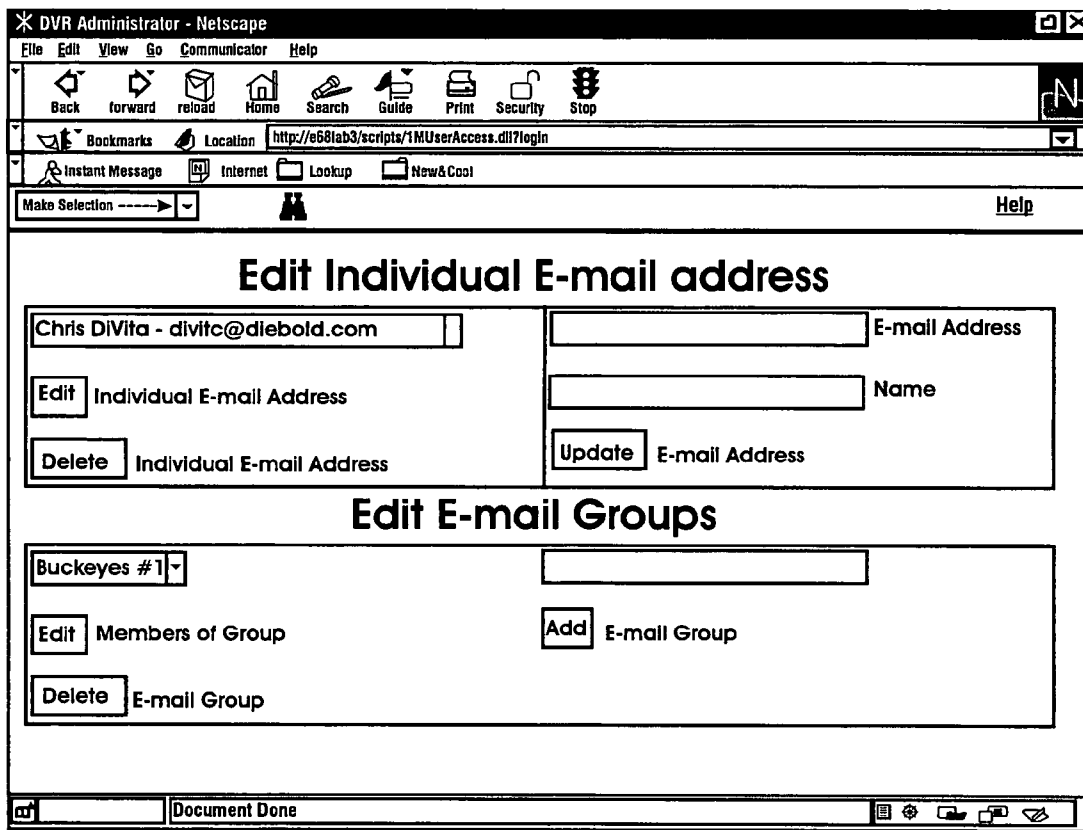 DVR Administrator - Netscape
File Edit View Go Communicator Help
Back forward reload Home Search Guide Print Security Stop
N
Bookmarks Location http://e68lab3/scripts/1MUserAccess.dll?login
Instant Message N Internet Lookup New&Cool
Make Selection ----- Help
Edit Individual E-mail address
Chris DiVita - divitc@diebold.com E-mail Address
Edit Individual E-mail Address Name
Delete Individual E-mail Address Update E-mail Address
Edit E-mail Groups
Buckeyes #1
Edit Members of Group Add E-mail Group
Delete E-mail Group
Document Done